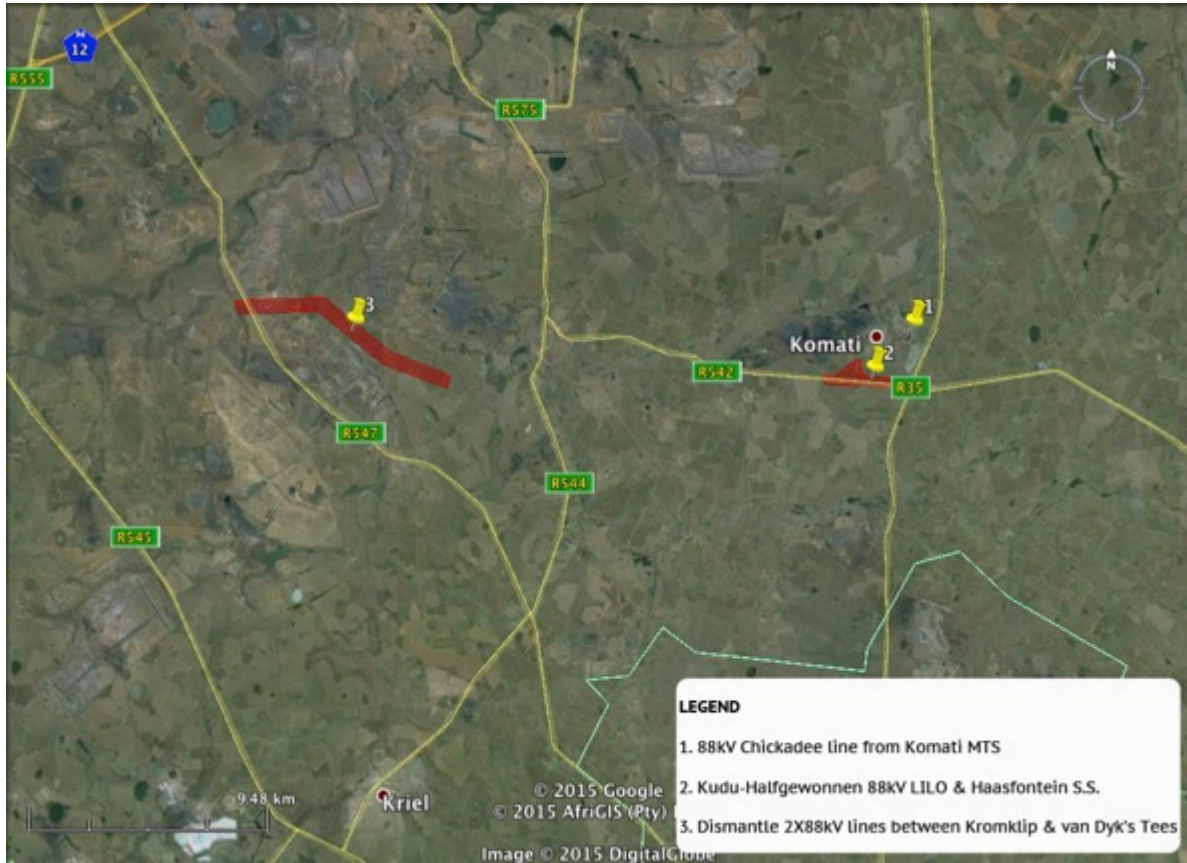 N
12
R555
R575
N
3
1
Komati
2
R542
R35
R547
R544
R545
LEGEND
1. 88kV Chickadee line from Komati MTS
2. Kudu-Halfgewonnen 88kV LILO & Haasfontein S.S.
3. Dismantle 2X88kV lines between Kromklip & van Dyk's Tees
9.48 km
Kriel
© 2015 Google
© 2015 AfriGIS (Pty)
Image © 2015 DigitalGlobe